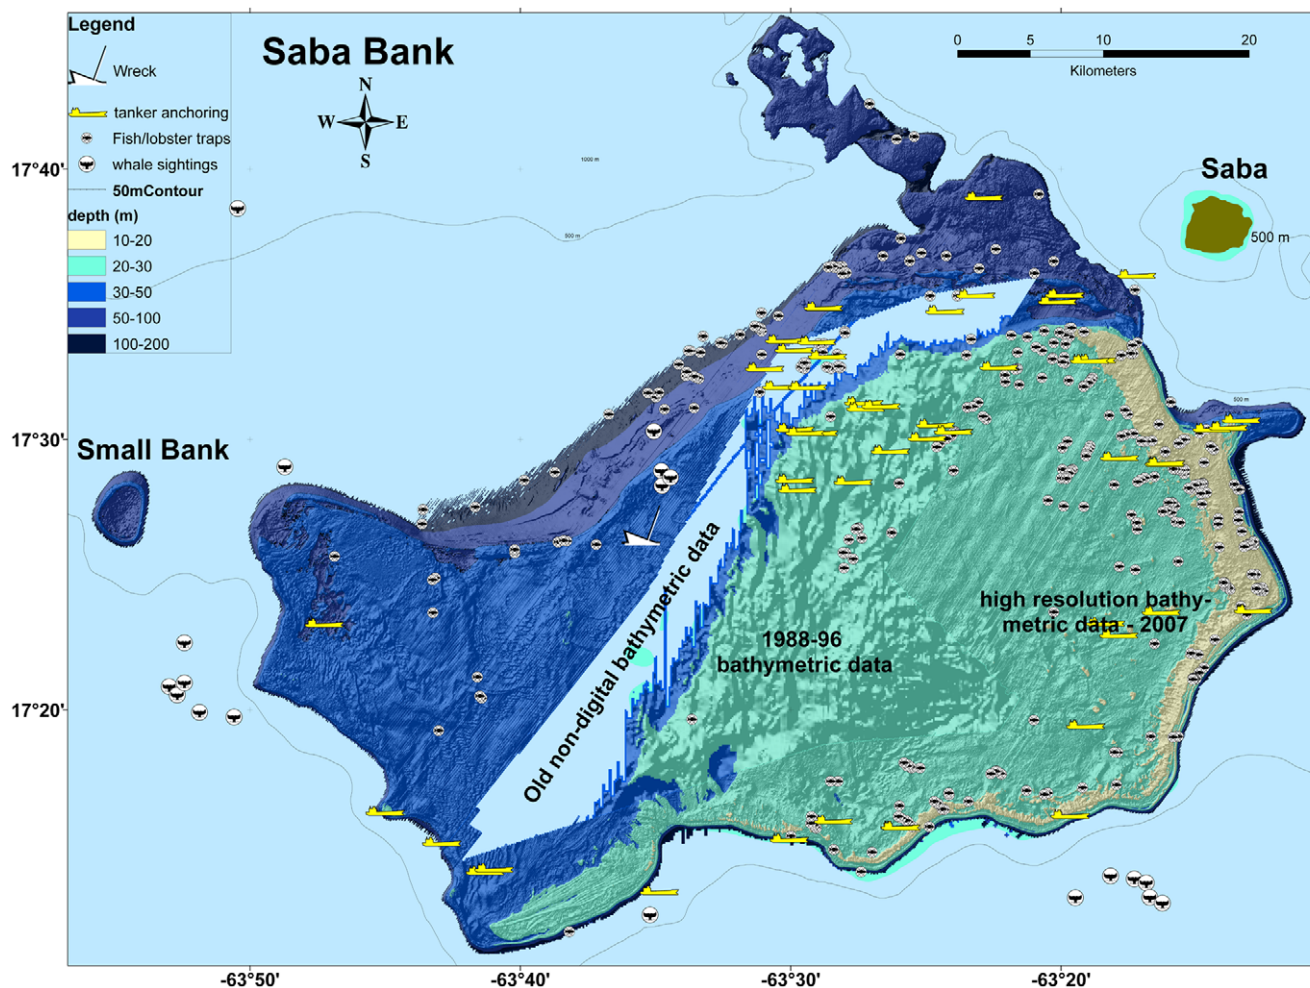 Legend
Wreck
tanker anchoring
Fish/lobster traps
whale sightings
50mContour
depth (m)
10-20
20-30
30-50
50-100
100-200
Saba Bank
N
W E
S
0 5 10 20
Kilometers
1000 m
500 m
Saba
500 m
500 m
Small Bank
Old non-digital bathymetric data
1988-96
bathymetric data
high resolution bathy-
metric data - 2007
17°40'
17°30'
17°20'
-63°50' -63°40' -63°30' -63°20'